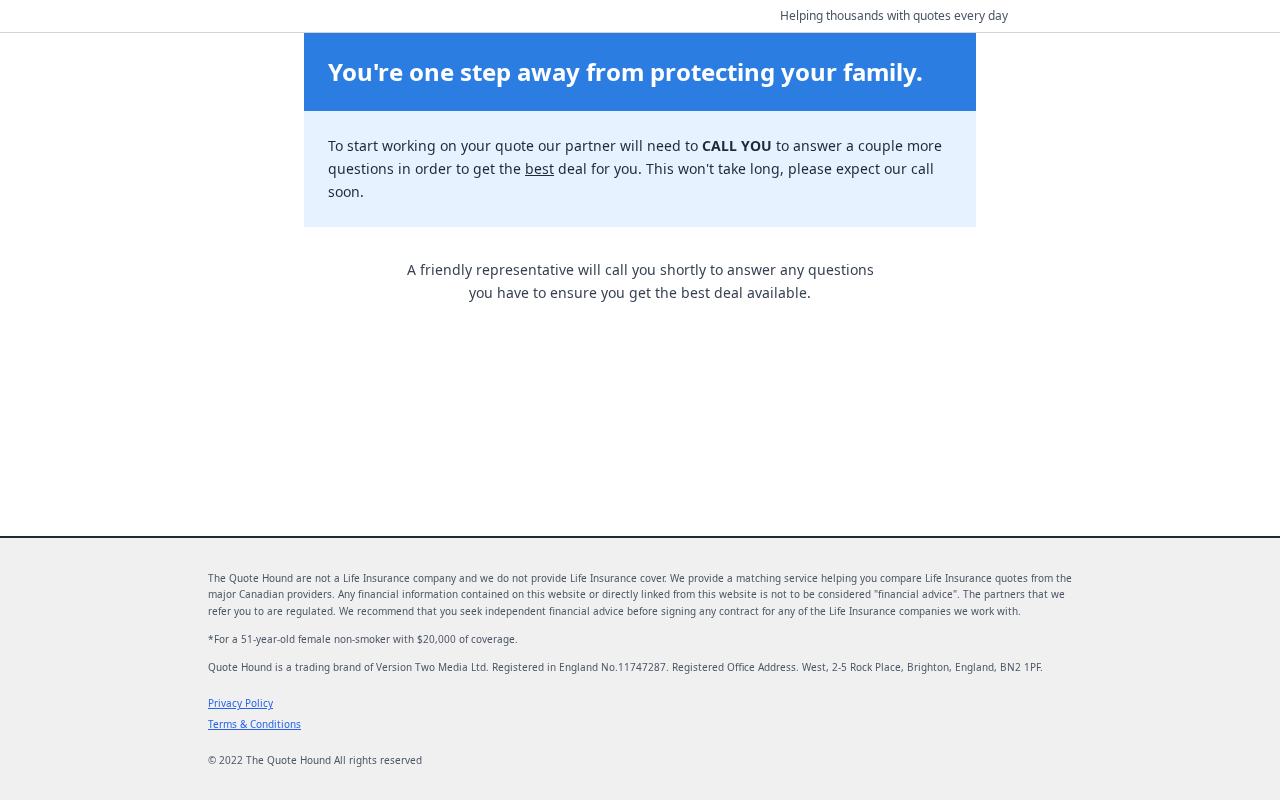 Helping thousands with quotes every day
You're one step away from protecting your family.
To start working on your quote our partner will need to CALL YOU to answer a couple more
questions in order to get the best deal for you. This won't take long, please expect our call
soon.
A friendly representative will call you shortly to answer any questions
you have to ensure you get the best deal available.
The Quote Hound are not a Life Insurance company and we do not provide Life Insurance cover. We provide a matching service helping you compare Life Insurance quotes from the
major Canadian providers. Any financial information contained on this website or directly linked from this website is not to be considered "financial advice". The partners that we
refer you to are regulated. We recommend that you seek independent financial advice before signing any contract for any of the Life Insurance companies we work with.
*For a 51-year-old female non-smoker with $20,000 of coverage.
Quote Hound is a trading brand of Version Two Media Ltd. Registered in England No.11747287. Registered Office Address. West, 2-5 Rock Place, Brighton, England, BN2 1PF.
Privacy Policy
Terms & Conditions
© 2022 The Quote Hound All rights reserved